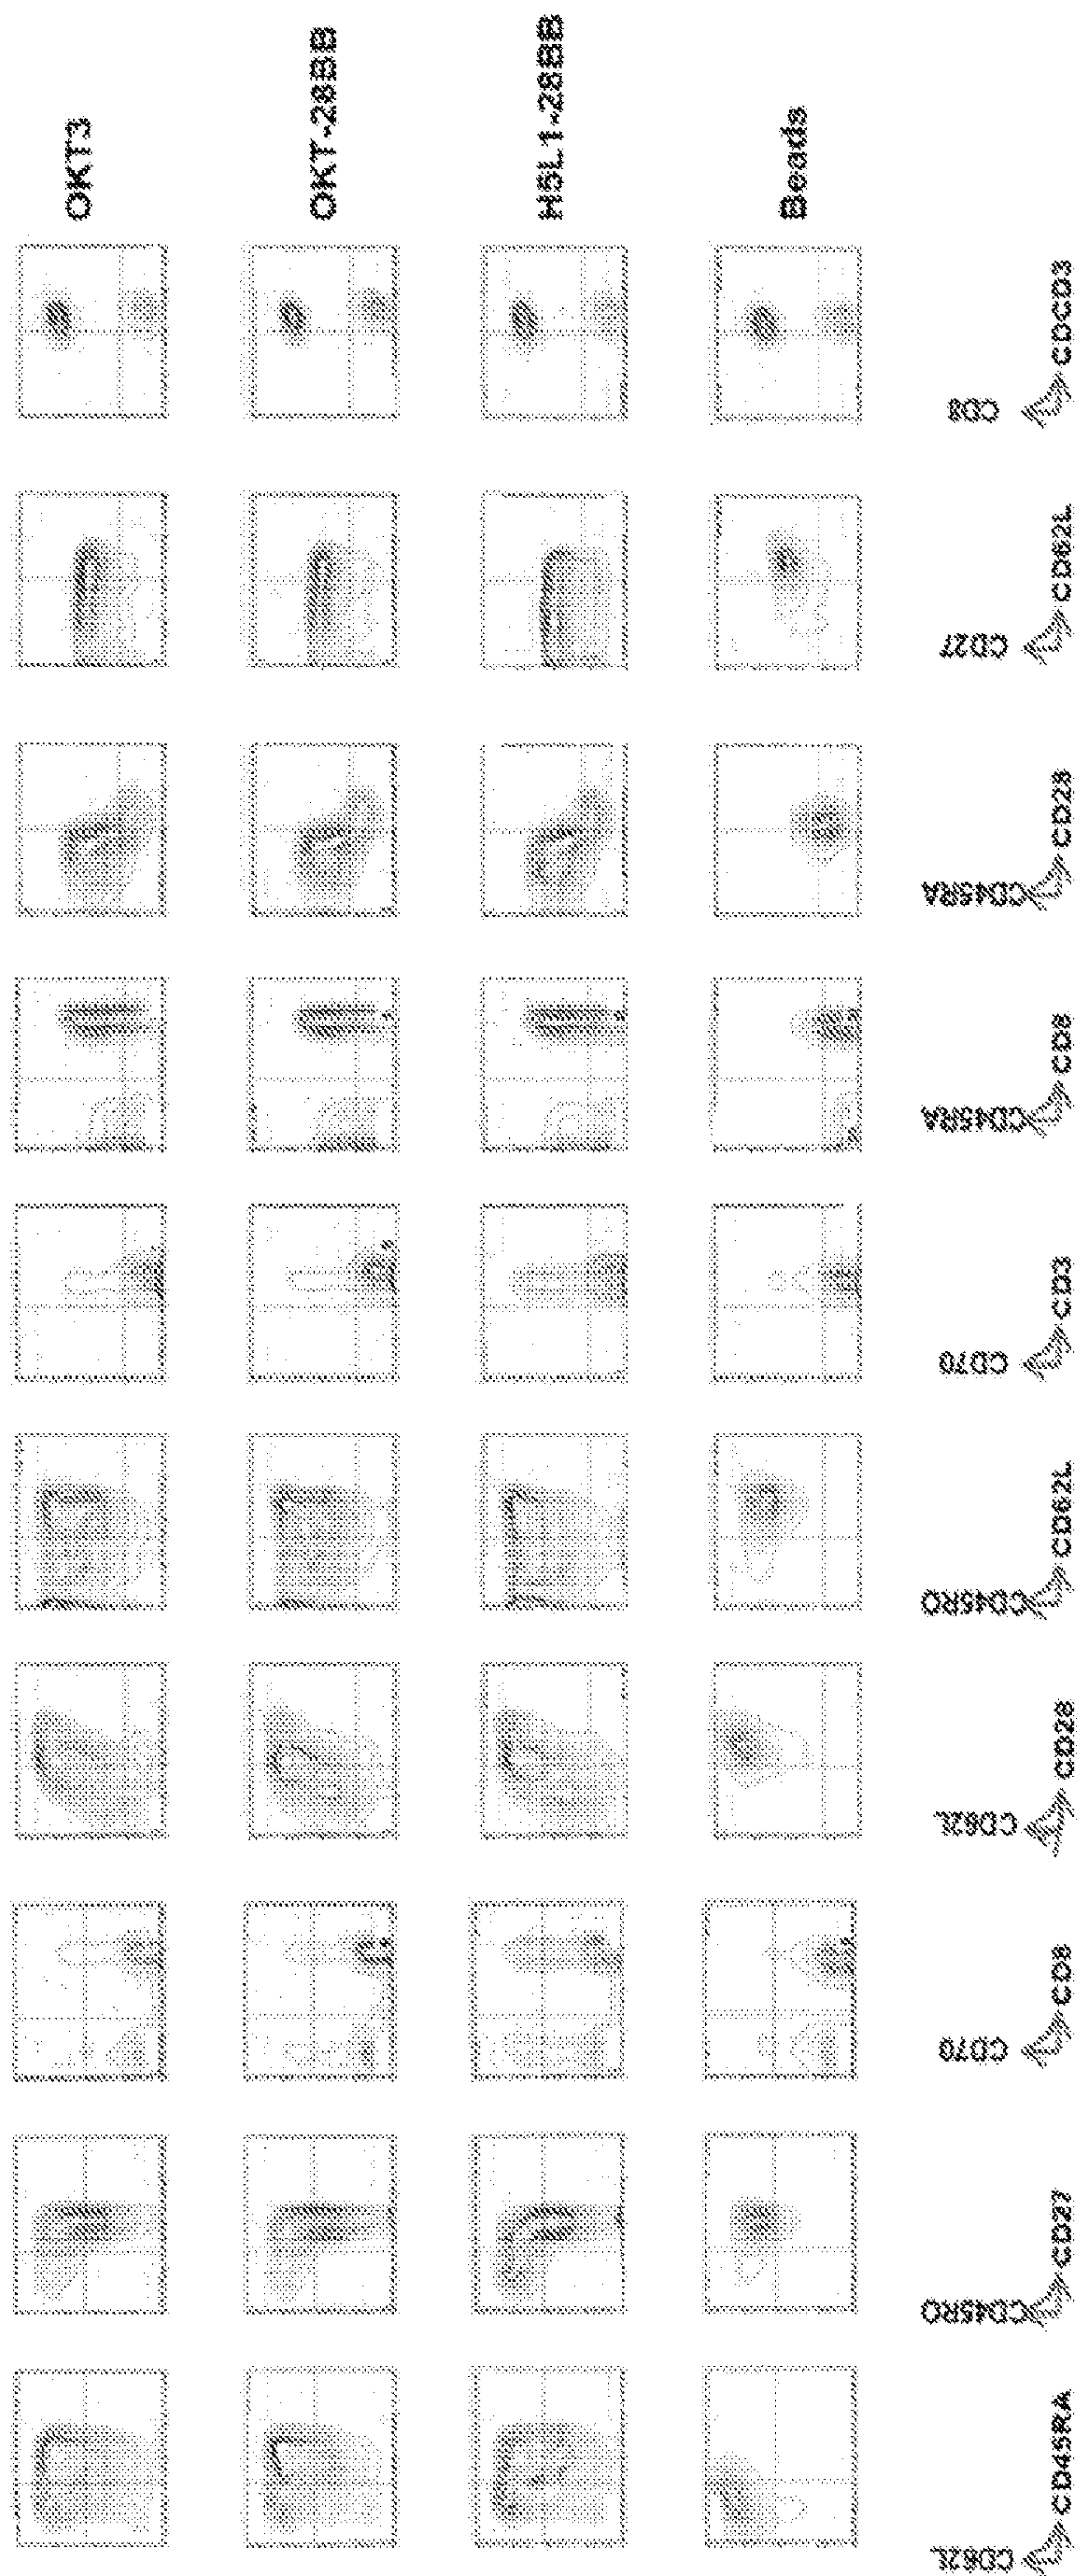 OKT3
OKT-28BB
H5L1-28BB
Beads
CD8
CDCD3
CD27
CD62L
CD45RA
CD28
CD45RA
CD8
CD70
CD3
CD45RO
CD62L
CD62L
CD28
CD70
CD8
CD45RO
CD27
CD62L
CD45RA